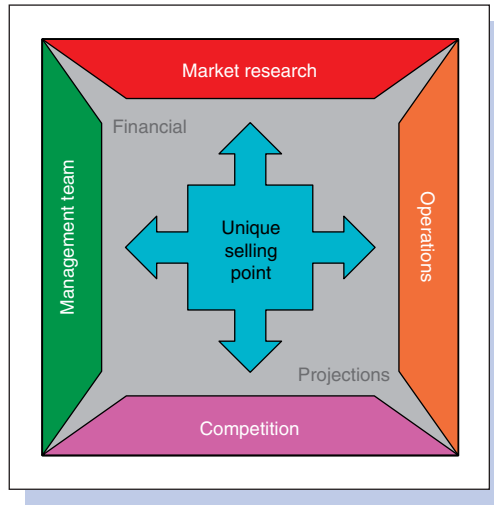 Market research
Financial
Management team
Unique
selling
point
Operations
Projections
Competition